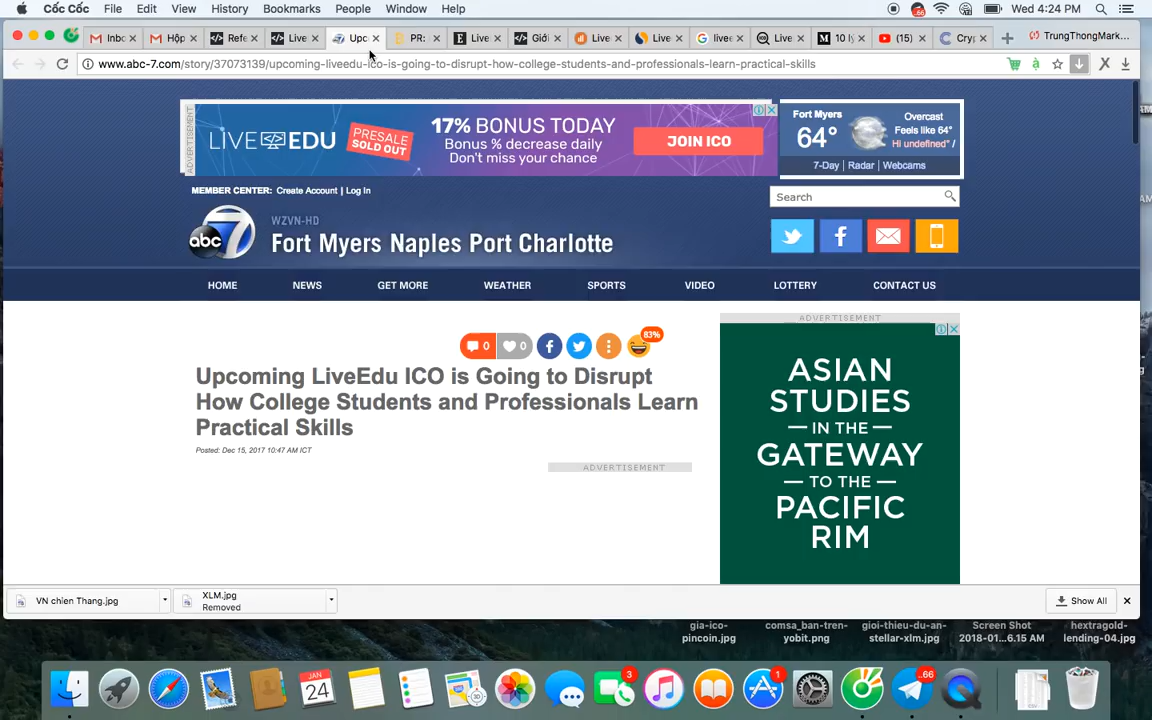 Cốc Cốc File Edit View History Bookmarks People Window Help
.66
Wed 4:24 PM
Inbo
Hộp
Refe
Live
Upc
PR:
Live
Giới
Live
Live
livee
Live
10 lý
(15)
Cryp
TrungThongMark...
www.abc-7.com/story/37073139/upcoming-liveedu-ico-is-going-to-disrupt-how-college-students-and-professionals-learn-practical-skills
ADVERTISEMENT
LIVE EDU
PRESALE
SOLD OUT
17% BONUS TODAY
Bonus % decrease daily
Don't miss your chance
JOIN ICO
Fort Myers
64°
Overcast
Feels like 64°
Hi undefined° /
7-Day | Radar | Webcams
MEMBER CENTER: Create Account | Log In
Search
abc 7
WZVN-HD
Fort Myers Naples Port Charlotte
HOME NEWS GET MORE WEATHER SPORTS VIDEO LOTTERY CONTACT US
0
0
83%
Upcoming LiveEdu ICO is Going to Disrupt
How College Students and Professionals Learn
Practical Skills
Posted: Dec 15, 2017 10:47 AM ICT
ADVERTISEMENT
ADVERTISEMENT
ASIAN
STUDIES
— IN THE —
GATEWAY
— TO THE —
PACIFIC
RIM
VN chien Thang.jpg
XLM.jpg
Removed
Show All
gia-ico-
pincoin.jpg
comsa_ban-tren-
yobit.png
gioi-thieu-du-an-
stellar-xlm.jpg
Screen Shot
2018-01...6.15 AM
hextragold-
lending-04.jpg
JAN
24
3
1
.66